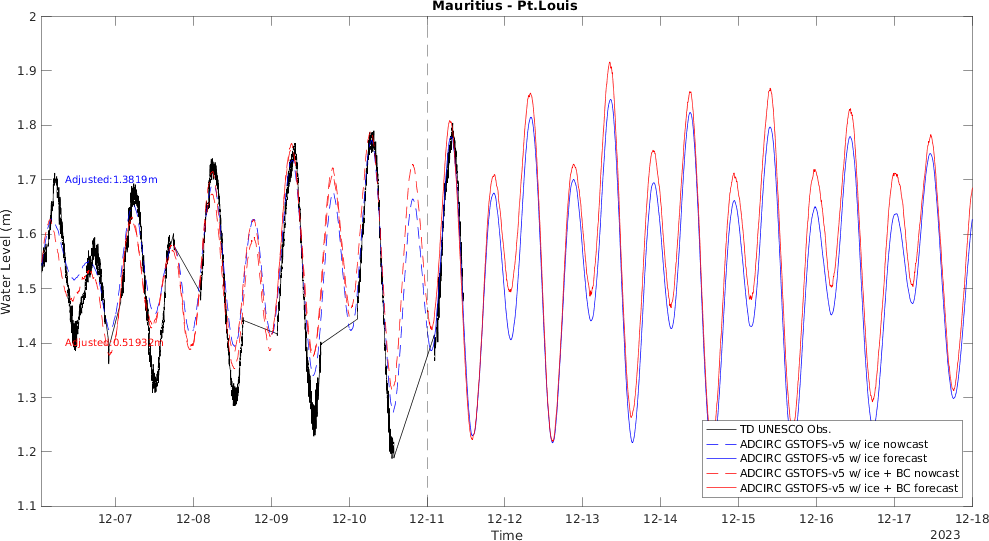 Mauritius - Pt.Louis
2
1.9
1.8
1.7
1.6
1.5
1.4
1.3
1.2
1.1
Water Level (m)
Adjusted:1.3819m
Adjusted:0.51932m
TD UNESCO Obs.
ADCIRC GSTOFS-v5 w/ ice nowcast
ADCIRC GSTOFS-v5 w/ ice forecast
ADCIRC GSTOFS-v5 w/ ice + BC nowcast
ADCIRC GSTOFS-v5 w/ ice + BC forecast
12-07 12-08 12-09 12-10 12-11 12-12 12-13 12-14 12-15 12-16 12-17 12-18
Time
2023